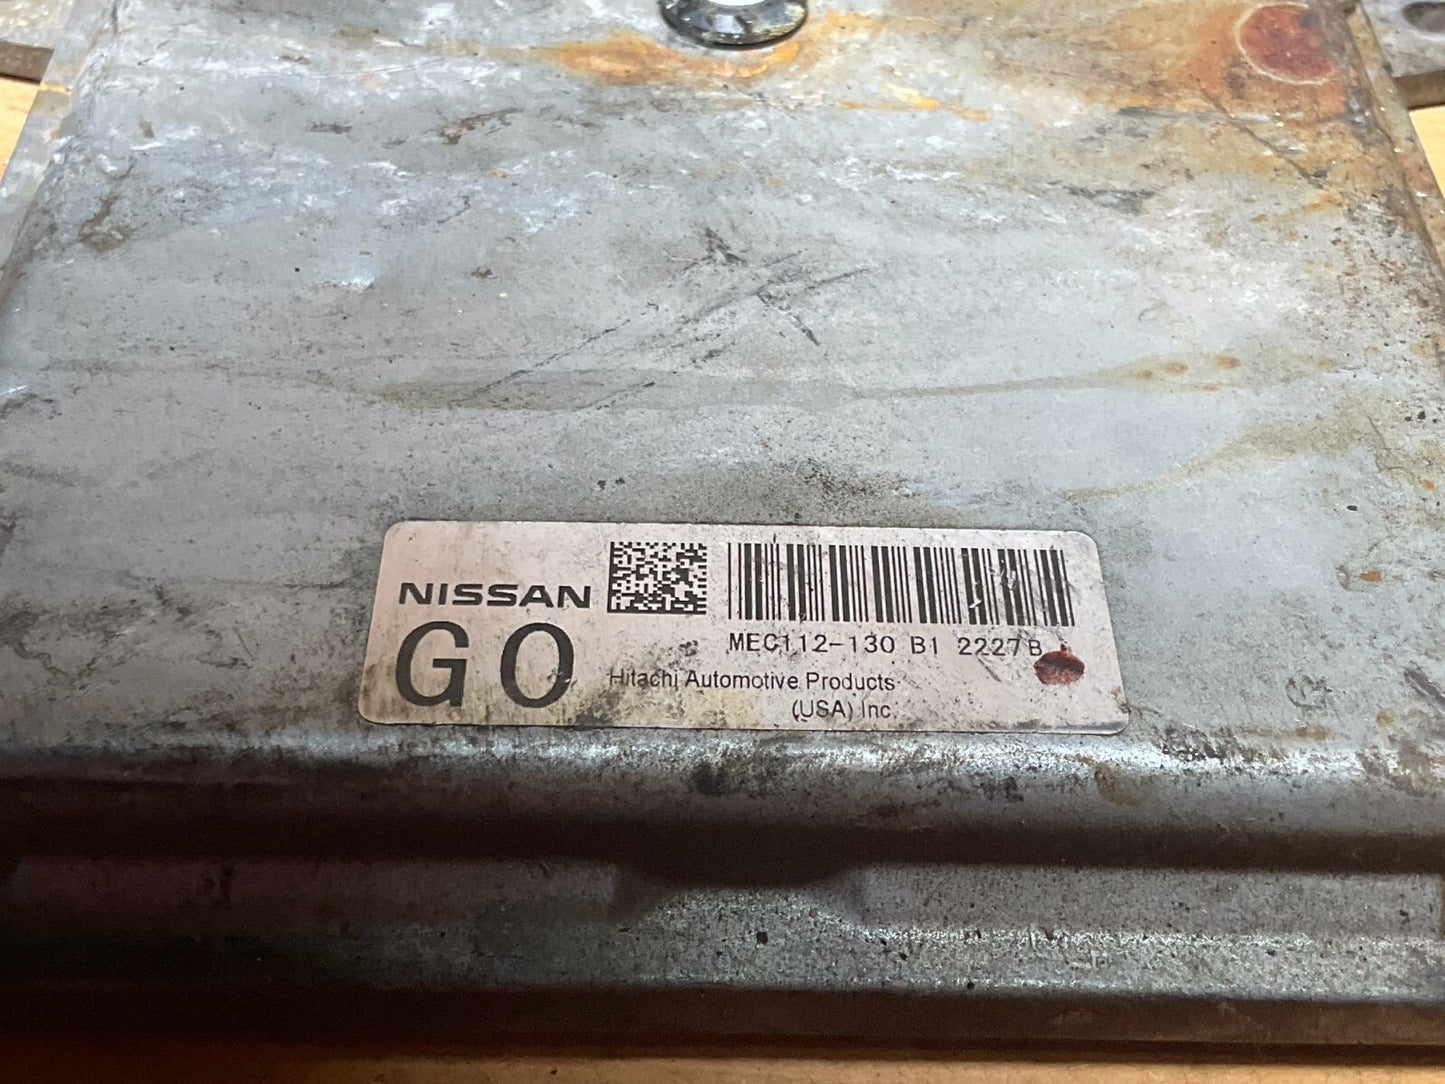 NISSAN
GO
MEC112-130 B1 2227B
Hitachi Automotive Products
(USA) Inc.